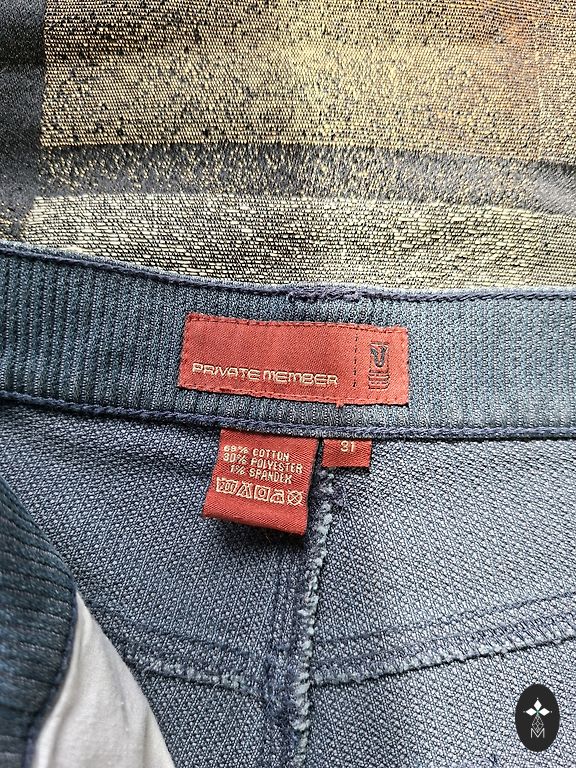 PRIVATE MEMBER
69% COTTON
30% POLYESTER
1% SPANDEX
31
M